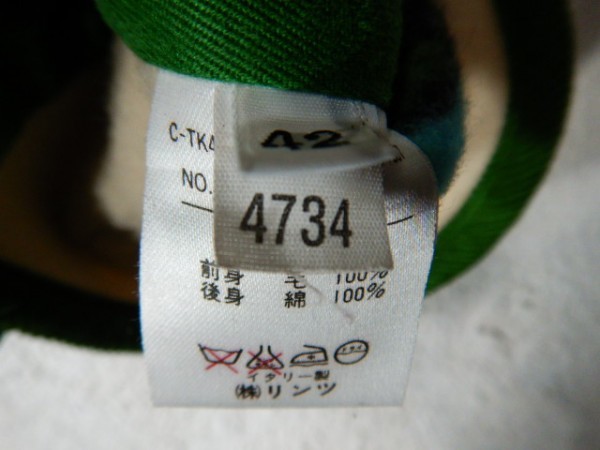 42
C-TK4
NO.
4734
前身 毛 100%
後身 綿 100%
イタリー製
㈱リンツ